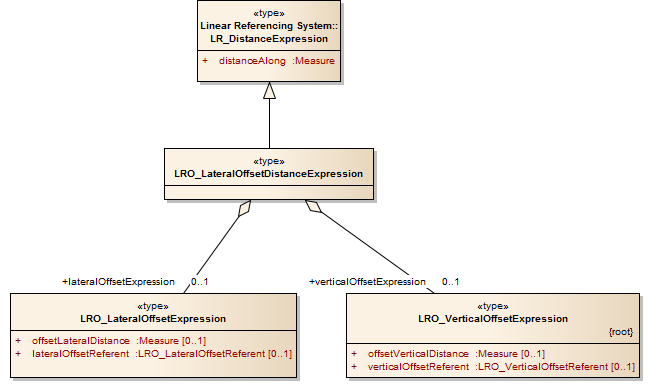 «type»
Linear Referencing System::
LR_DistanceExpression
+ distanceAlong :Measure
«type»
LRO_LateralOffsetDistanceExpression
+lateralOffsetExpression 0..1
+verticalOffsetExpression 0..1
«type»
LRO_LateralOffsetExpression
+ offsetLateralDistance :Measure [0..1]
+ lateralOffsetReferent :LRO_LateralOffsetReferent [0..1]
«type»
LRO_VerticalOffsetExpression
{root}
+ offsetVerticalDistance :Measure [0..1]
+ verticalOffsetReferent :LRO_VerticalOffsetReferent [0..1]